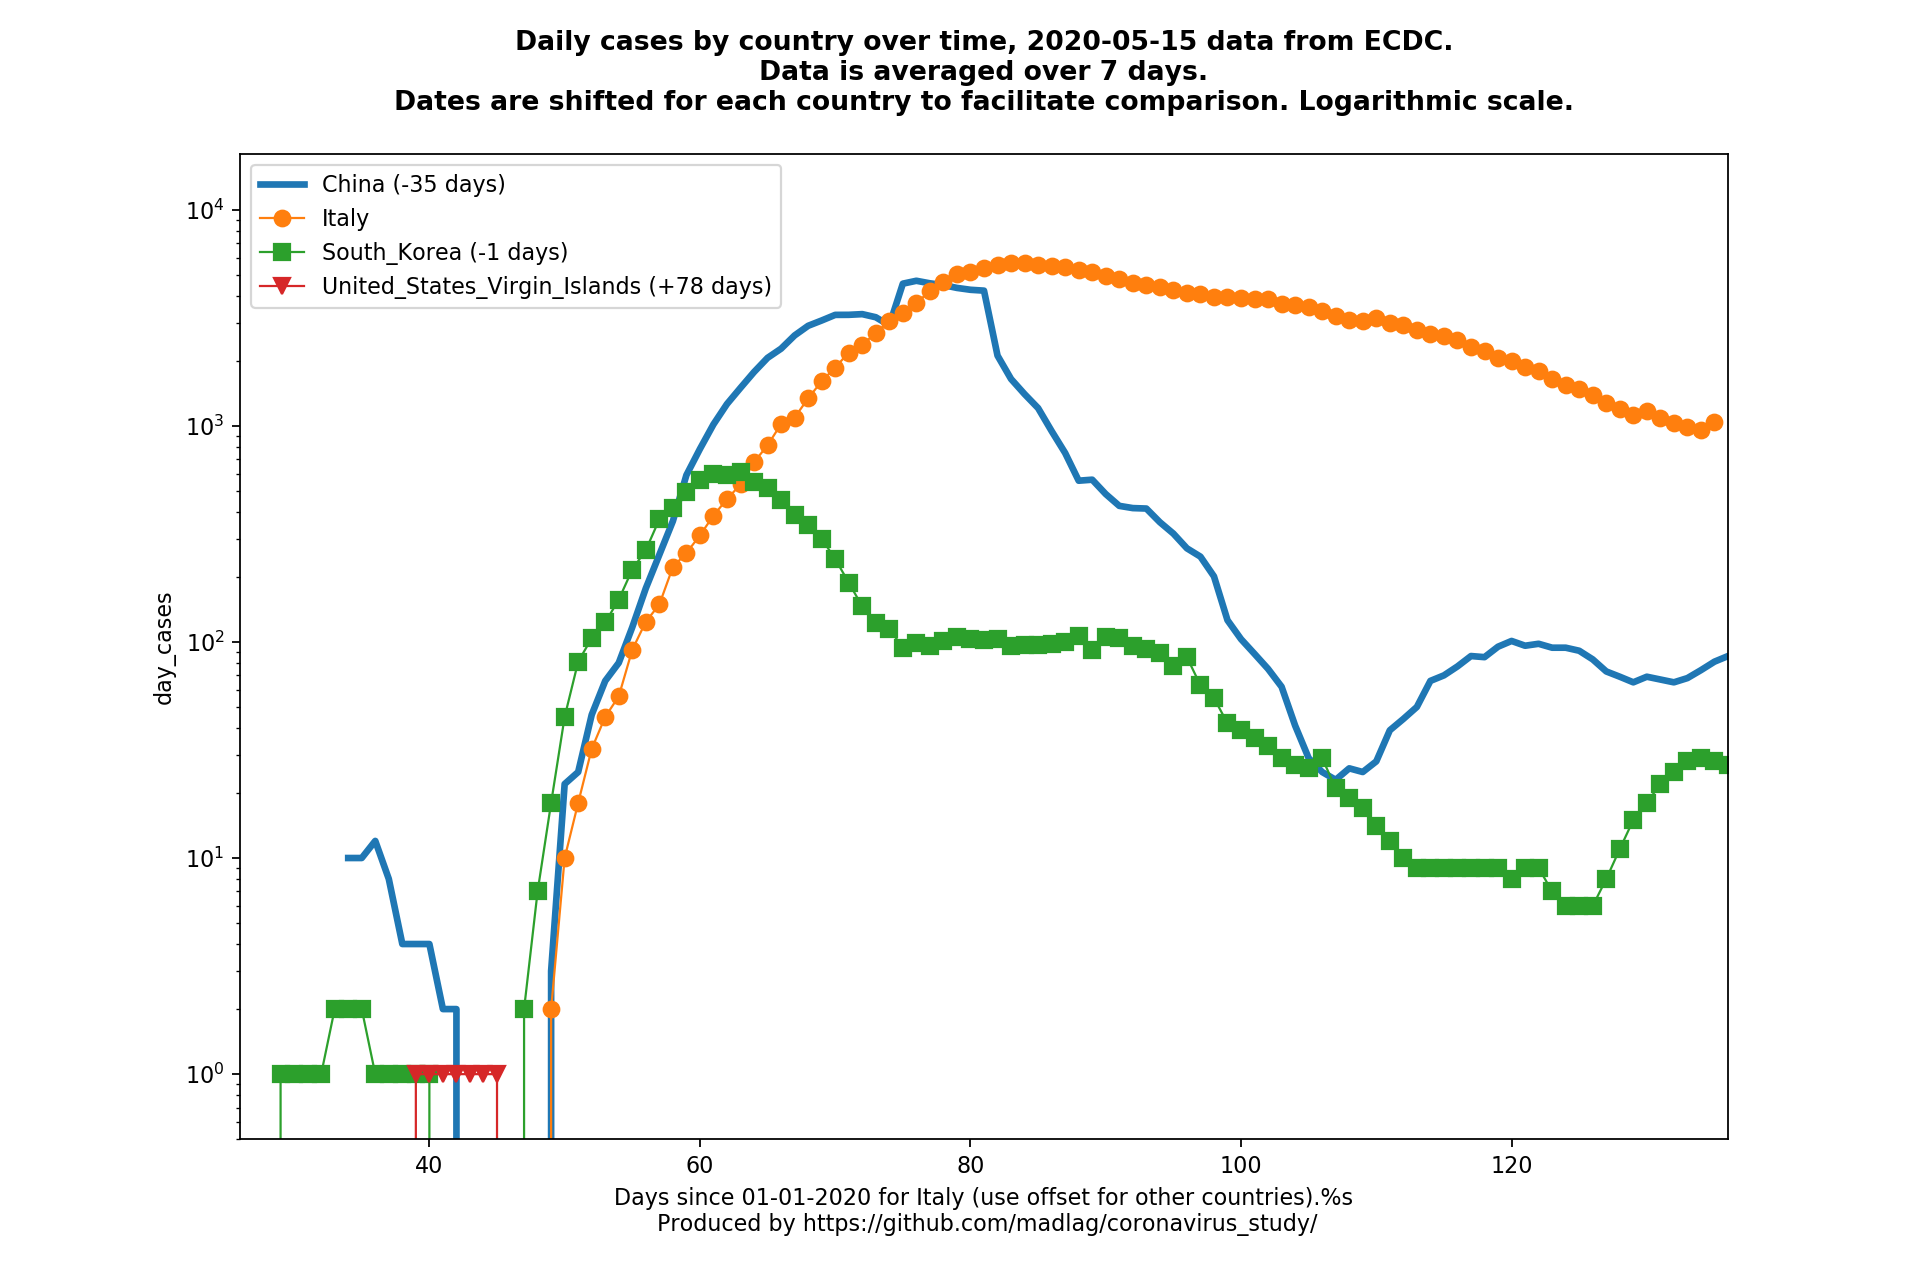 Daily cases by country over time, 2020-05-15 data from ECDC.
Data is averaged over 7 days.
Dates are shifted for each country to facilitate comparison. Logarithmic scale.
China (-35 days)
Italy
South_Korea (-1 days)
United_States_Virgin_Islands (+78 days)
10⁴
10³
10²
10¹
10⁰
day_cases
40 60 80 100 120
Days since 01-01-2020 for Italy (use offset for other countries).%s
Produced by https://github.com/madlag/coronavirus_study/